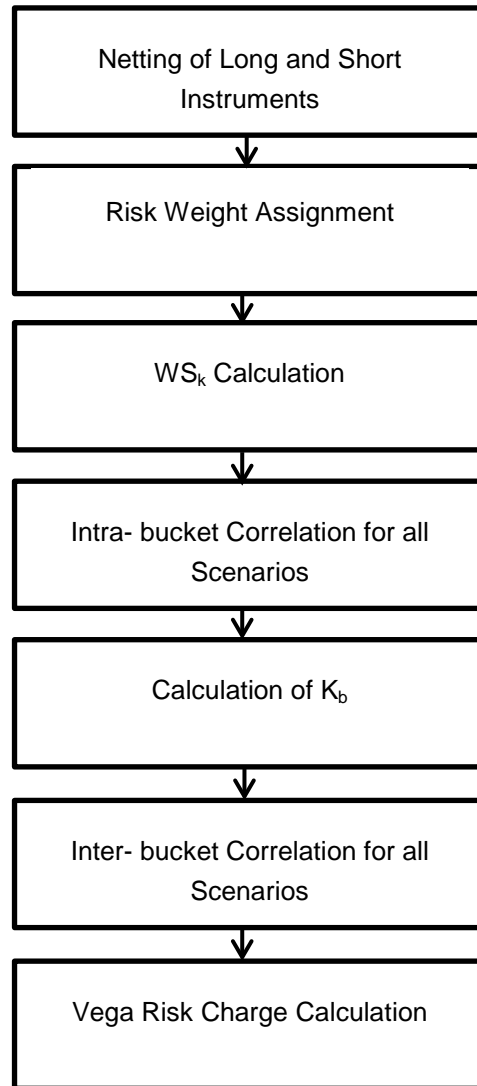 Netting of Long and Short
Instruments
Risk Weight Assignment
WSk Calculation
Intra- bucket Correlation for all
Scenarios
Calculation of Kb
Inter- bucket Correlation for all
Scenarios
Vega Risk Charge Calculation